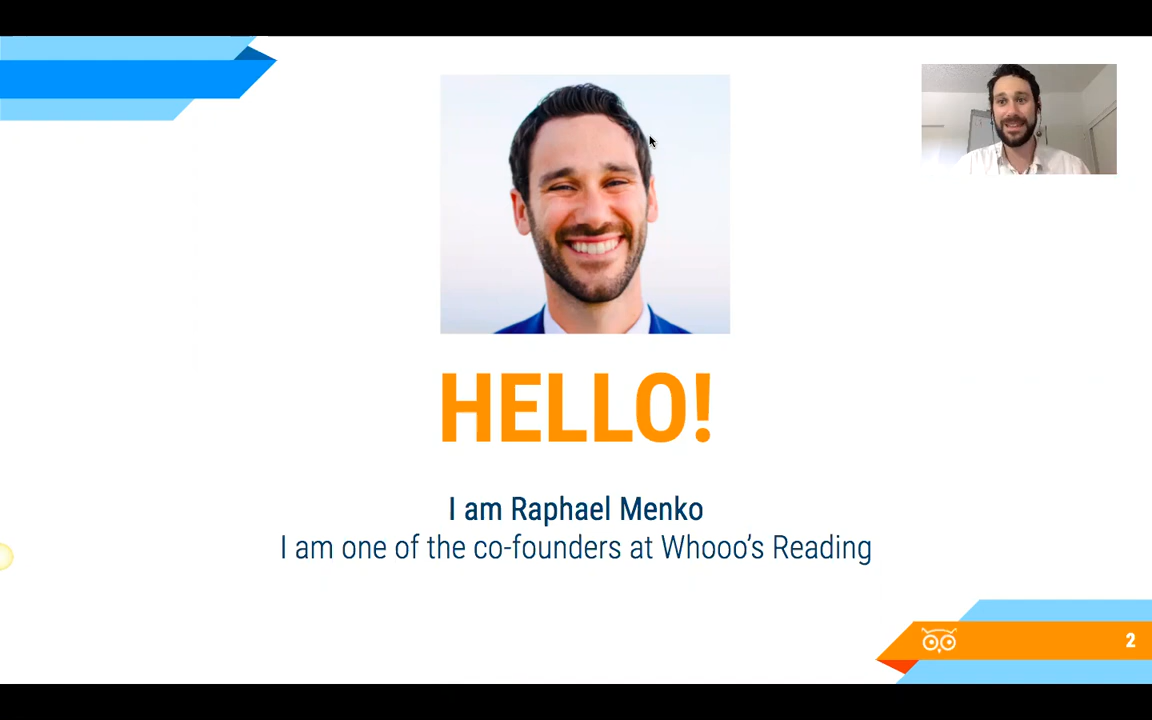 HELLO!
I am Raphael Menko
I am one of the co-founders at Whooo's Reading
2